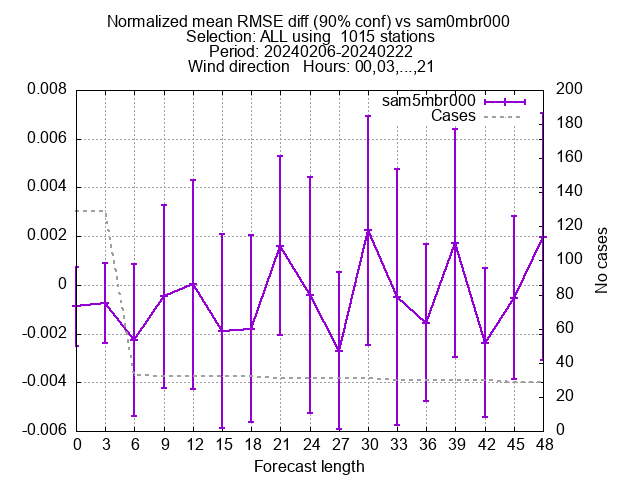 Normalized mean RMSE diff (90% conf) vs sam0mbr000
Selection: ALL using  1015 stations
Period: 20240206-20240222
Wind direction   Hours: 00,03,...,21
sam5mbr000
Cases
0.008
0.006
0.004
0.002
0
-0.002
-0.004
-0.006
200
180
160
140
120
100
80
60
40
20
0
No cases
0 3 6 9 12 15 18 21 24 27 30 33 36 39 42 45 48
Forecast length